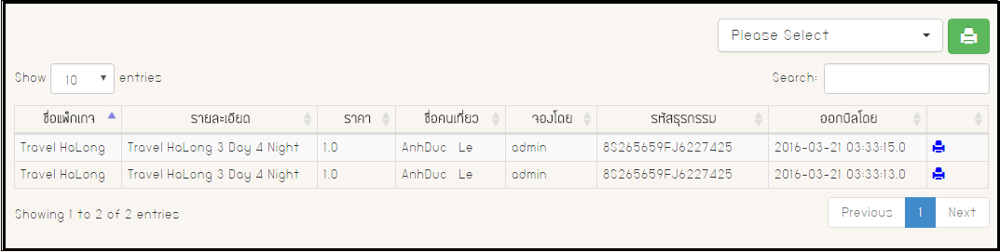 Please Select
Show 10 entries Search:
ชื่อแพ็กเกจ รายละเอียด ราคา ชื่อคนเที่ยว จองโดย รหัสธุรกรรม ออกบิลโดย
Travel HaLong Travel HaLong 3 Day 4 Night 1.0 AnhDuc Le admin 8S265659FJ6227425 2016-03-21 03:33:15.0
Travel HaLong Travel HaLong 3 Day 4 Night 1.0 AnhDuc Le admin 8S265659FJ6227425 2016-03-21 03:33:13.0
Showing 1 to 2 of 2 entries Previous 1 Next